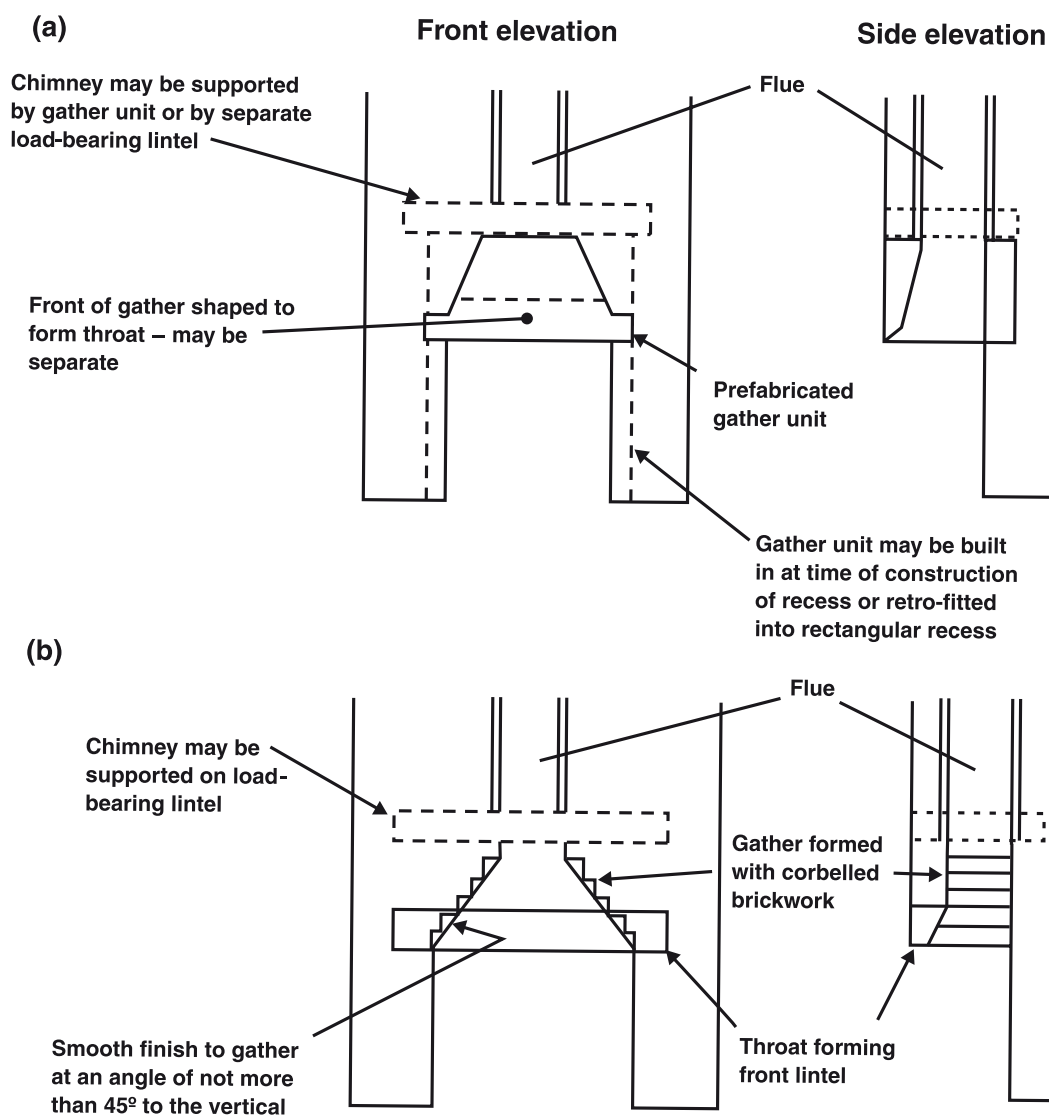 (a)
Front elevation
Side elevation
Chimney may be supported
by gather unit or by separate
load-bearing lintel
Flue
Front of gather shaped to
form throat – may be
separate
Prefabricated
gather unit
Gather unit may be built
in at time of construction
of recess or retro-fitted
into rectangular recess
(b)
Flue
Chimney may be
supported on load-
bearing lintel
Gather formed
with corbelled
brickwork
Smooth finish to gather
at an angle of not more
than 45º to the vertical
Throat forming
front lintel